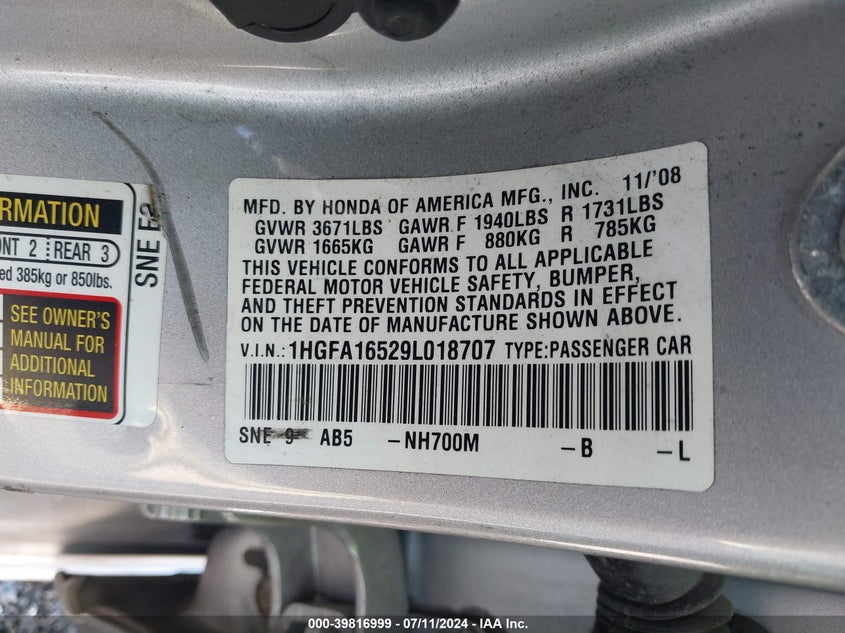 RMATION
ONT 2 REAR 3
ed 385kg or 850lbs.
SEE OWNER'S
MANUAL FOR
ADDITIONAL
INFORMATION
SNE
MFD. BY HONDA OF AMERICA MFG., INC. 11/'08
GVWR 3671LBS GAWR F 1940LBS R 1731LBS
GVWR 1665KG GAWR F 880KG R 785KG
THIS VEHICLE CONFORMS TO ALL APPLICABLE
FEDERAL MOTOR VEHICLE SAFETY, BUMPER,
AND THEFT PREVENTION STANDARDS IN EFFECT
ON THE DATE OF MANUFACTURE SHOWN ABOVE.
V.I.N.: 1HGFA16529L018707 TYPE:PASSENGER CAR
SNE 9 AB5 -NH700M -B -L
000-39816999 - 07/11/2024 - IAA Inc.